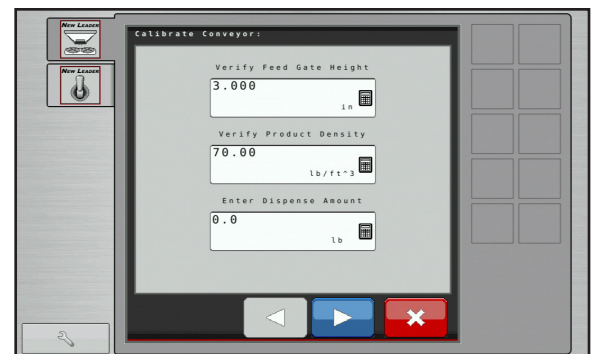 NEW LEADER
NEW LEADER
Calibrate Conveyor:
Verify Feed Gate Height
3.000
in
Verify Product Density
70.00
lb/ft^3
Enter Dispense Amount
0.0
lb